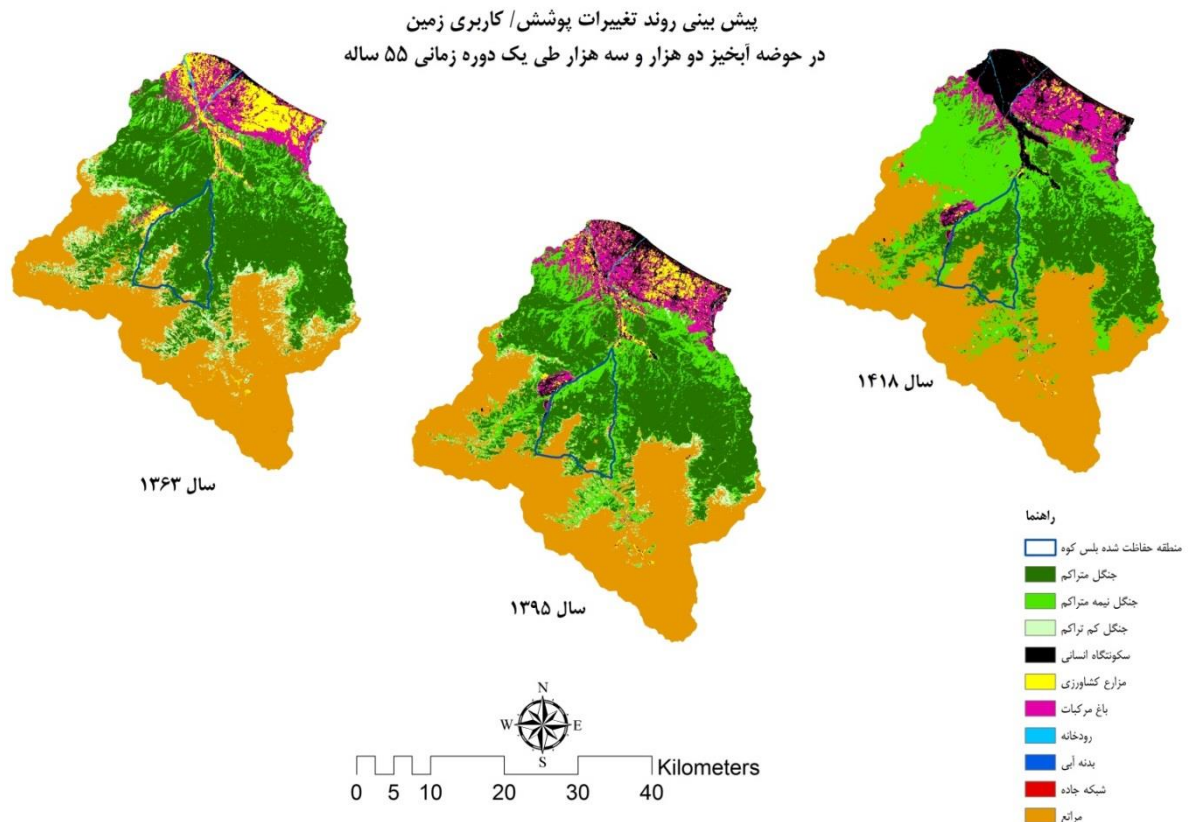 پیش بینی روند تغییرات پوشش/ کاربری زمین
در حوضه آبخیز دو هزار و سه هزار طی یک دوره زمانی ۵۵ ساله
سال ۱۴۱۸
سال ۱۳۶۳
سال ۱۳۹۵
راهنما
منطقه حفاظت شده بلس کوه
جنگل متراکم
جنگل نیمه متراکم
جنگل کم تراکم
سکونتگاه انسانی
مزارع کشاورزی
باغ مرکبات
رودخانه
بدنه آبی
شبکه جاده
مراتع
N
W E
S
Kilometers
0 5 10 20 30 40